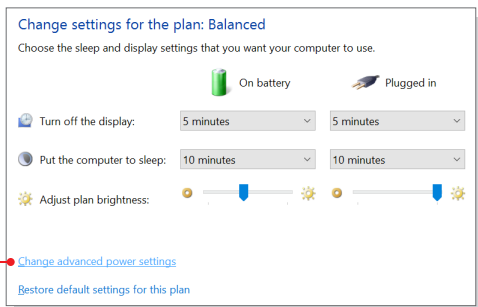 Change settings for the plan: Balanced
Choose the sleep and display settings that you want your computer to use.
On battery Plugged in
Turn off the display: 5 minutes 5 minutes
Put the computer to sleep: 10 minutes 10 minutes
Adjust plan brightness:
Change advanced power settings
Restore default settings for this plan